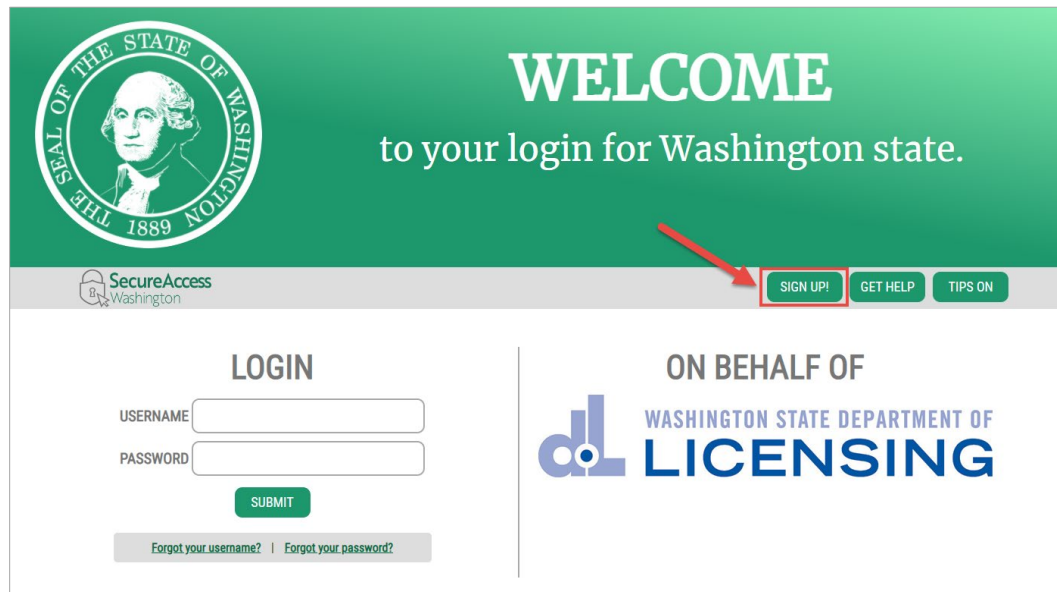 THE SEAL OF THE STATE OF WASHINGTON
1889
WELCOME
to your login for Washington state.
SecureAccess
Washington
SIGN UP!
GET HELP
TIPS ON
LOGIN
USERNAME
PASSWORD
SUBMIT
Forgot your username? | Forgot your password?
ON BEHALF OF
dol
WASHINGTON STATE DEPARTMENT OF
LICENSING